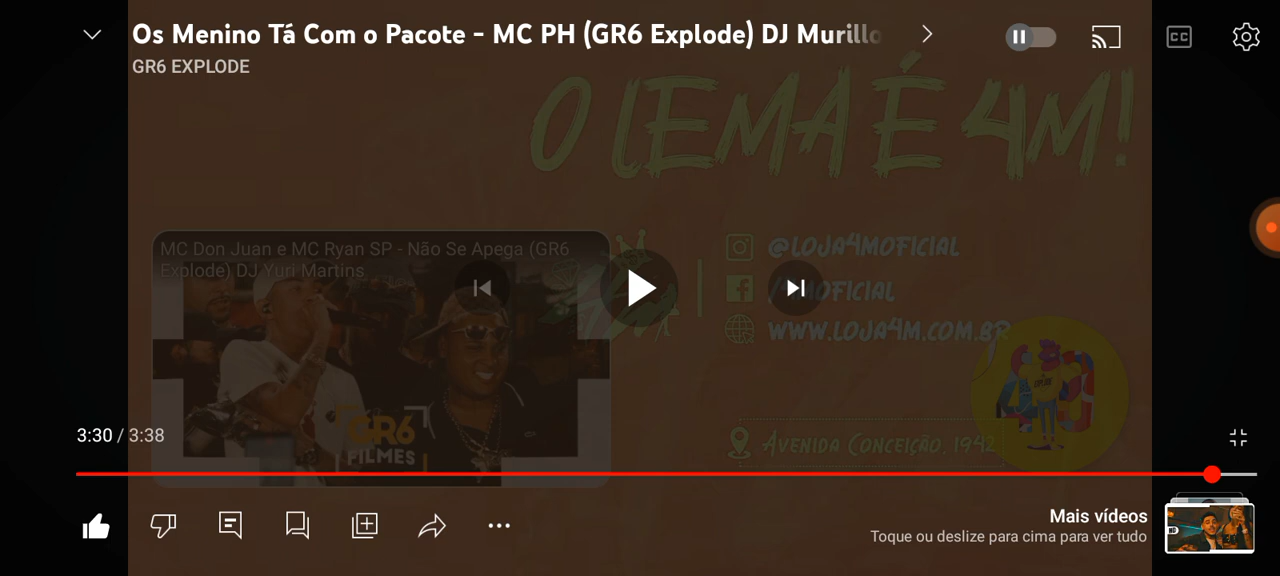 Os Menino Tá Com o Pacote - MC PH (GR6 Explode) DJ Murillo
GR6 EXPLODE
CC
O LEMA É 4M!
MC Don Juan e MC Ryan SP - Não Se Apega (GR6
Explode) DJ Yuri Martins
@LOJA4MOFICIAL
OFICIAL
WWW.LOJA4M.COM.BR
GR6
FILMES
AVENIDA CONCEIÇÃO, 1942
3:30 / 3:38
Mais vídeos
Toque ou deslize para cima para ver tudo